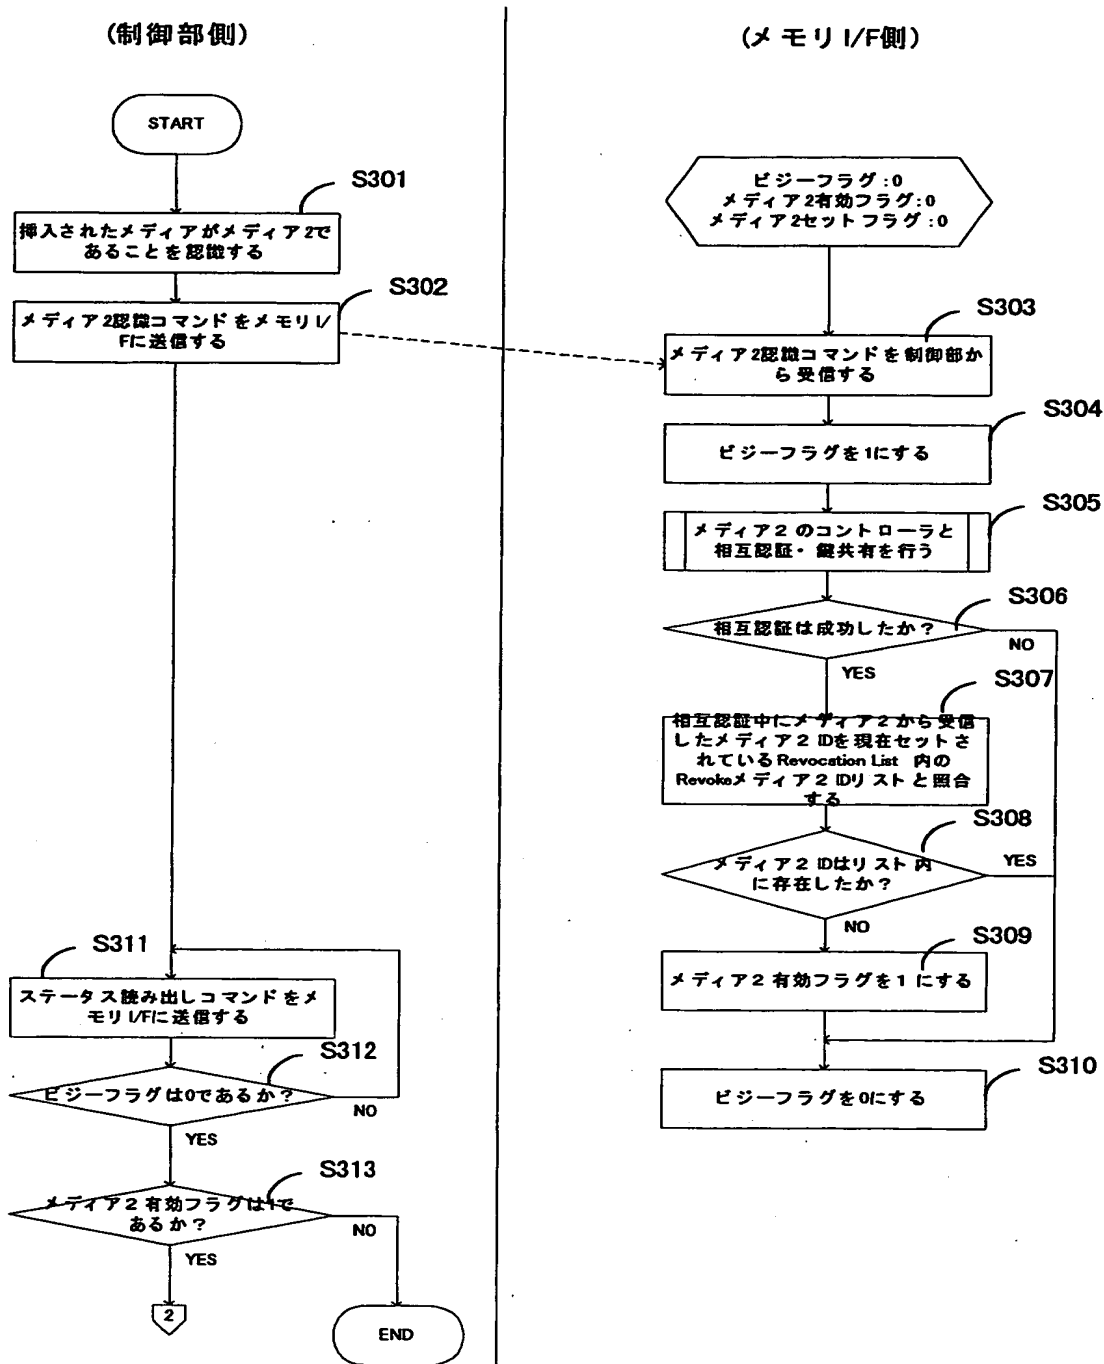 (制御部側)
START
S301
挿入されたメディアがメディア2で
あることを認識する
S302
メディア2認識コマンドをメモリI/
Fに送信する
S311
ステータス読み出しコマンドをメ
モリI/Fに送信する
S312
ビジーフラグは0であるか?
NO
YES
S313
メディア2 有効フラグは1で
あるか?
NO
YES
2
END
(メモリI/F側)
ビジーフラグ:0
メディア2有効フラグ:0
メディア2セットフラグ:0
S303
メディア2認識コマンドを制御部か
ら受信する
S304
ビジーフラグを1にする
S305
メディア2 のコントローラと
相互認証・鍵共有を行う
S306
相互認証は成功したか?
NO
YES
S307
相互認証中にメディア2から受信
したメディア2 IDを現在セットさ
れているRevocation List 内の
Revokeメディア2 IDリストと照合
する
S308
メディア2 IDはリスト内
に存在したか?
YES
NO
S309
メディア2 有効フラグを1 にする
S310
ビジーフラグを0にする